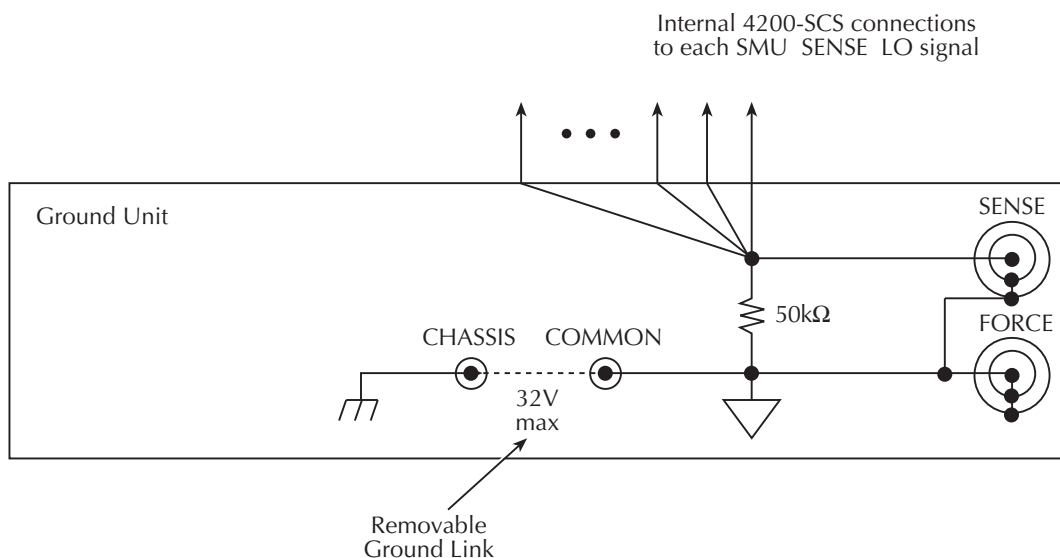 Internal 4200-SCS connections
to each SMU SENSE LO signal
Ground Unit
SENSE
50kΩ
FORCE
CHASSIS
COMMON
32V
max
Removable
Ground Link